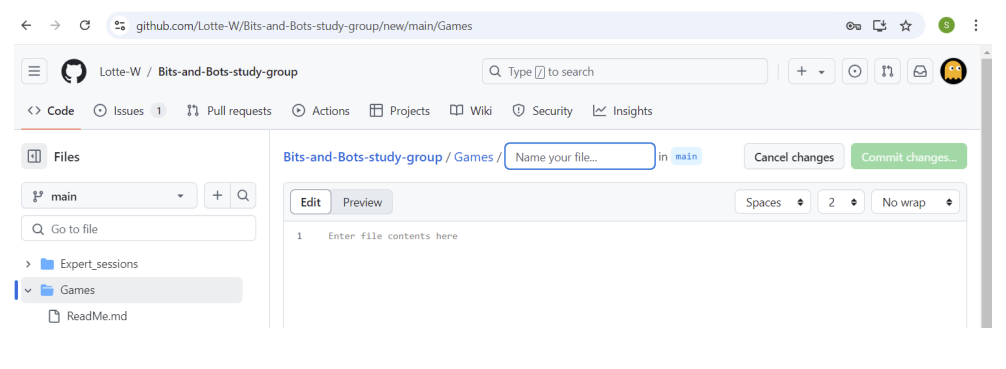 github.com/Lotte-W/Bits-and-Bots-study-group/new/main/Games
S
Lotte-W / Bits-and-Bots-study-group
Type / to search
Code
Issues 1
Pull requests
Actions
Projects
Wiki
Security
Insights
Files
Bits-and-Bots-study-group / Games / Name your file... in main
Cancel changes
Commit changes...
main
Edit
Preview
Spaces
2
No wrap
Go to file
1 Enter file contents here
Expert_sessions
Games
ReadMe.md